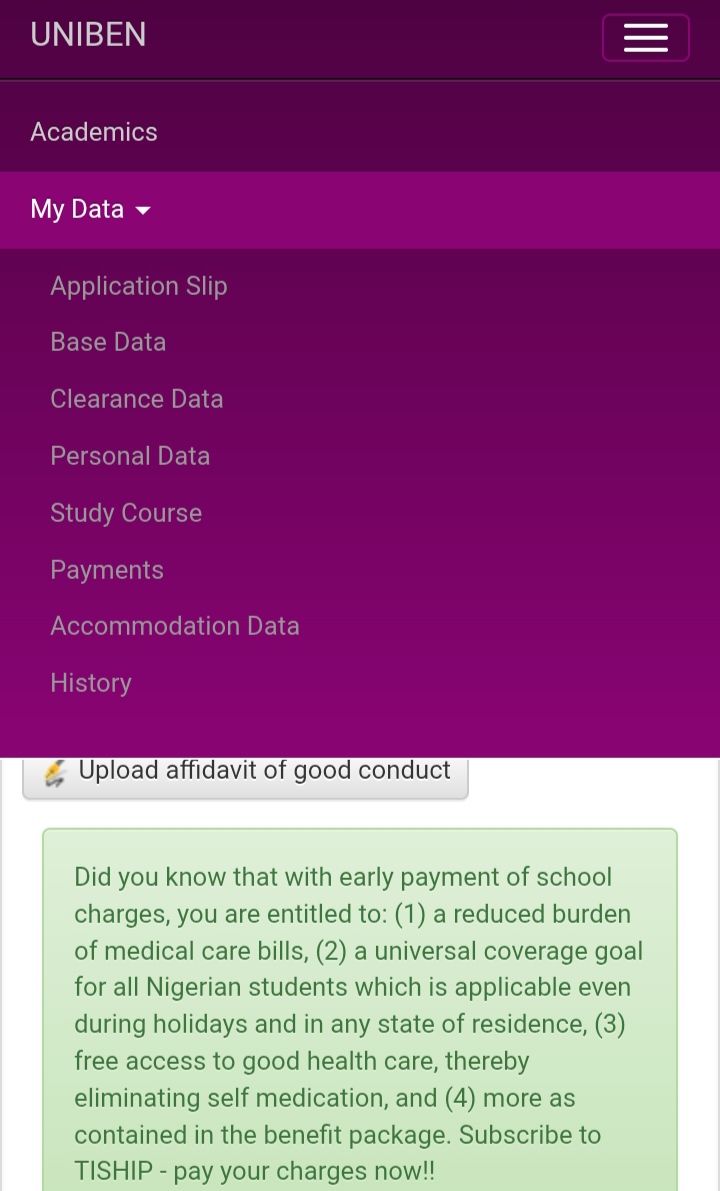 UNIBEN
Academics
My Data
Application Slip
Base Data
Clearance Data
Personal Data
Study Course
Payments
Accommodation Data
History
Upload affidavit of good conduct
Did you know that with early payment of school
charges, you are entitled to: (1) a reduced burden
of medical care bills, (2) a universal coverage goal
for all Nigerian students which is applicable even
during holidays and in any state of residence, (3)
free access to good health care, thereby
eliminating self medication, and (4) more as
contained in the benefit package. Subscribe to
TISHIP - pay your charges now!!